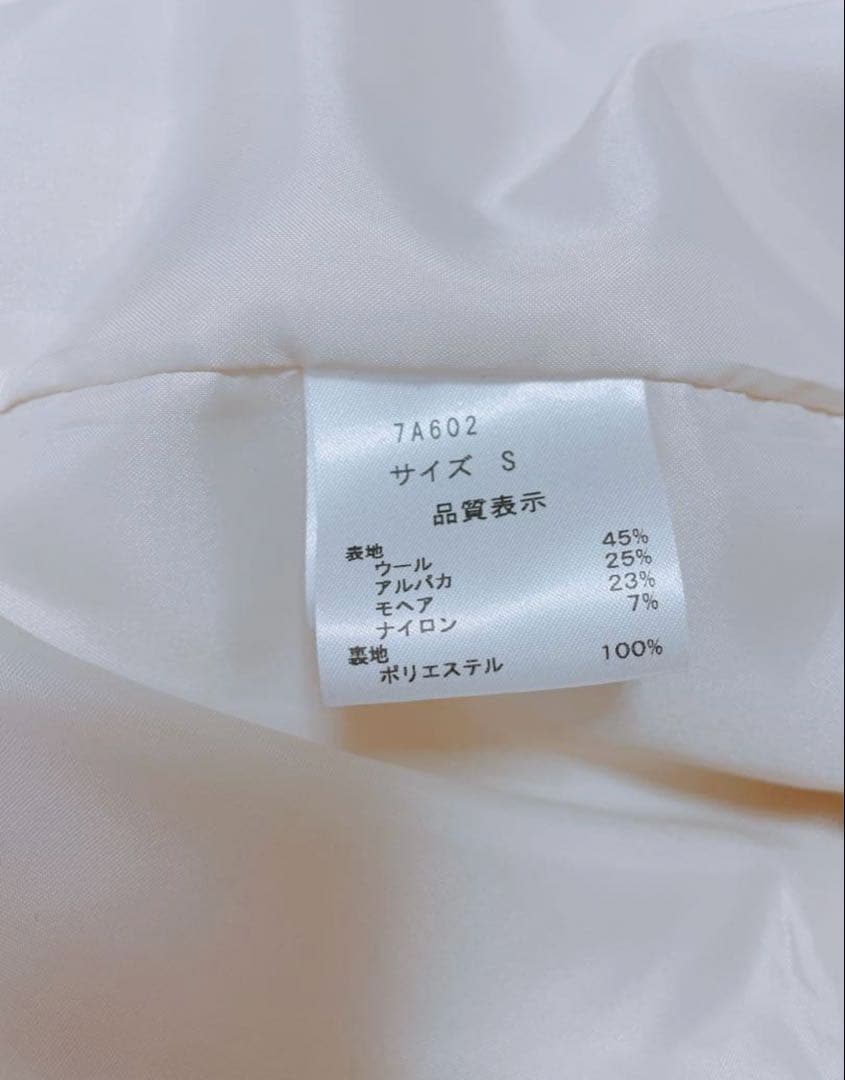 7A602
サイズ S
品質表示
表地
ウール 45%
アルパカ 25%
モヘア 23%
ナイロン 7%
裏地
ポリエステル 100%